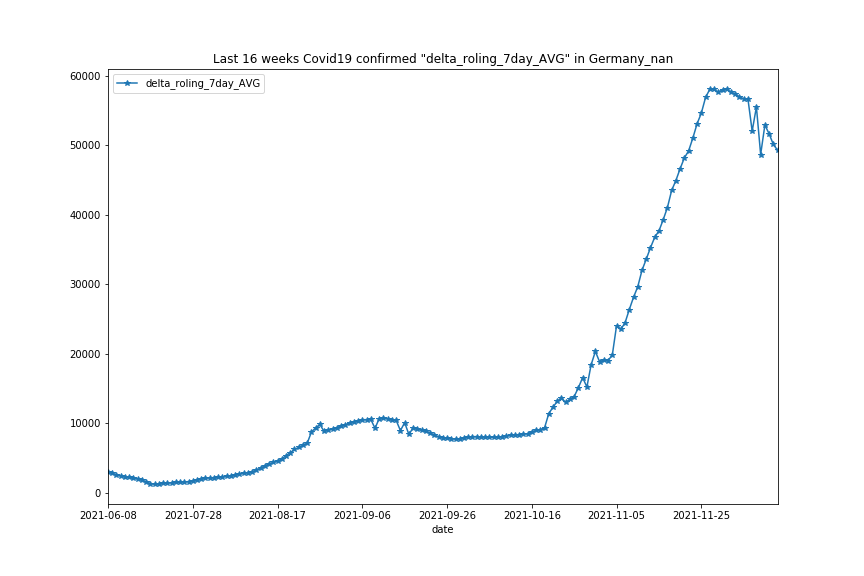 Last 16 weeks Covid19 confirmed "delta_roling_7day_AVG" in Germany_nan
delta_roling_7day_AVG
60000
50000
40000
30000
20000
10000
0
2021-06-08 2021-07-28 2021-08-17 2021-09-06 2021-09-26 2021-10-16 2021-11-05 2021-11-25
date